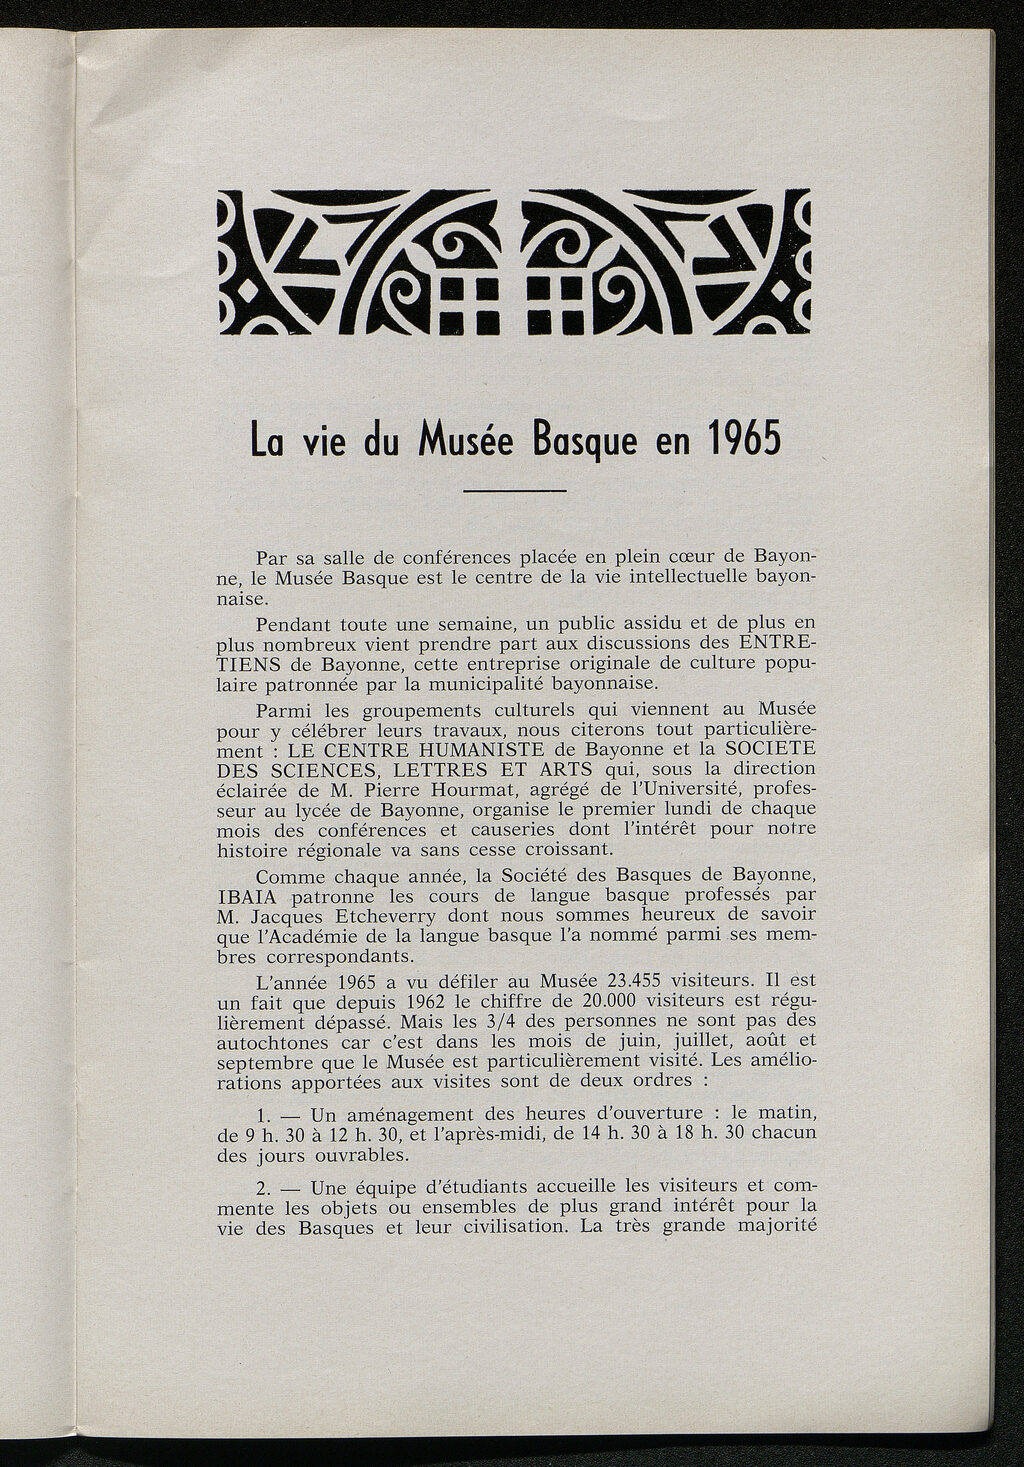 La vie du Musée Basque en 1965
Par sa salle de conférences placée en plein cœur de Bayon-
ne, le Musée Basque est le centre de la vie intellectuelle bayon-
naise.
Pendant toute une semaine, un public assidu et de plus en
plus nombreux vient prendre part aux discussions des ENTRE-
TIENS de Bayonne, cette entreprise originale de culture popu-
laire patronnée par la municipalité bayonnaise.
Parmi les groupements culturels qui viennent au Musée
pour y célébrer leurs travaux, nous citerons tout particulière-
ment : LE CENTRE HUMANISTE de Bayonne et la SOCIETE
DES SCIENCES, LETTRES ET ARTS qui, sous la direction
éclairée de M. Pierre Hourmat, agrégé de l'Université, profes-
seur au lycée de Bayonne, organise le premier lundi de chaque
mois des conférences et causeries dont l'intérêt pour notre
histoire régionale va sans cesse croissant.
Comme chaque année, la Société des Basques de Bayonne,
IBAIA patronne les cours de langue basque professés par
M. Jacques Etcheverry dont nous sommes heureux de savoir
que l'Académie de la langue basque l'a nommé parmi ses mem-
bres correspondants.
L'année 1965 a vu défiler au Musée 23.455 visiteurs. Il est
un fait que depuis 1962 le chiffre de 20.000 visiteurs est régu-
lièrement dépassé. Mais les 3/4 des personnes ne sont pas des
autochtones car c'est dans les mois de juin, juillet, août et
septembre que le Musée est particulièrement visité. Les amélio-
rations apportées aux visites sont de deux ordres :
1. — Un aménagement des heures d'ouverture : le matin,
de 9 h. 30 à 12 h. 30, et l'après-midi, de 14 h. 30 à 18 h. 30 chacun
des jours ouvrables.
2. — Une équipe d'étudiants accueille les visiteurs et com-
mente les objets ou ensembles de plus grand intérêt pour la
vie des Basques et leur civilisation. La très grande majorité